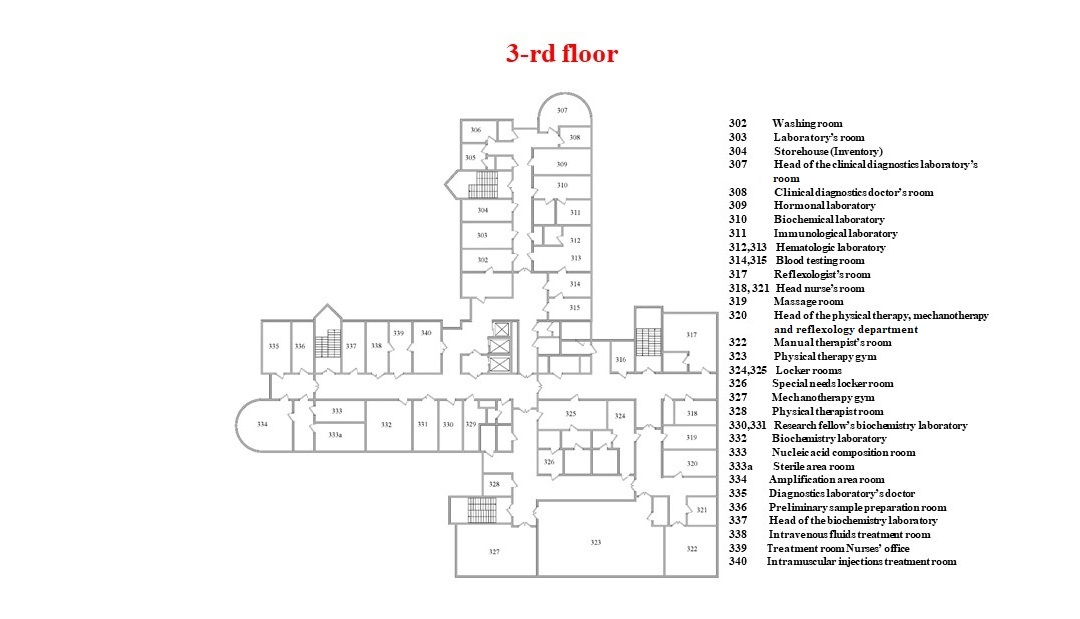 3-rd floor
307
306
308
305
309
310
304
311
303
312
302
313
314
315
317
335
336
337
338
339
340
316
334
333
333a
332
331
330
329
325
324
318
319
326
320
328
321
327
323
322
302 Washing room
303 Laboratory's room
304 Storehouse (Inventory)
307 Head of the clinical diagnostics laboratory's
room
308 Clinical diagnostics doctor's room
309 Hormonal laboratory
310 Biochemical laboratory
311 Immunological laboratory
312,313 Hematologic laboratory
314,315 Blood testing room
317 Reflexologist's room
318, 321 Head nurse's room
319 Massage room
320 Head of the physical therapy, mechanotherapy
and reflexology department
322 Manual therapist's room
323 Physical therapy gym
324,325 Locker rooms
326 Special needs locker room
327 Mechanotherapy gym
328 Physical therapist room
330,331 Research fellow's biochemistry laboratory
332 Biochemistry laboratory
333 Nucleic acid composition room
333a Sterile area room
334 Amplification area room
335 Diagnostics laboratory's doctor
336 Preliminary sample preparation room
337 Head of the biochemistry laboratory
338 Intravenous fluids treatment room
339 Treatment room Nurses' office
340 Intramuscular injections treatment room